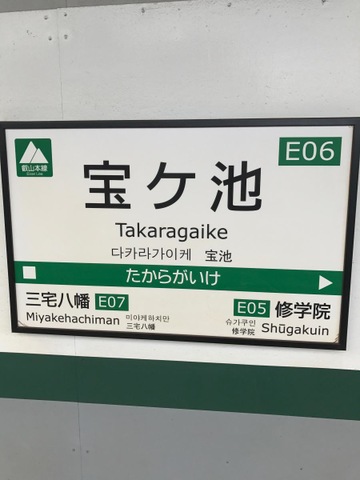 叡山本線
E06
宝ケ池
Takaragaike
다카라가이케 宝池
たからがいけ
三宅八幡 E07
Miyakehachiman
미야케하치만
三宅八幡
E05 修学院
슈가쿠인
修学院
Shūgakuin